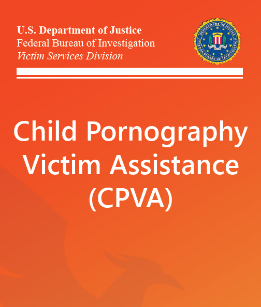 U.S. Department of Justice
Federal Bureau of Investigation
Victim Services Division
Child Pornography
Victim Assistance
(CPVA)